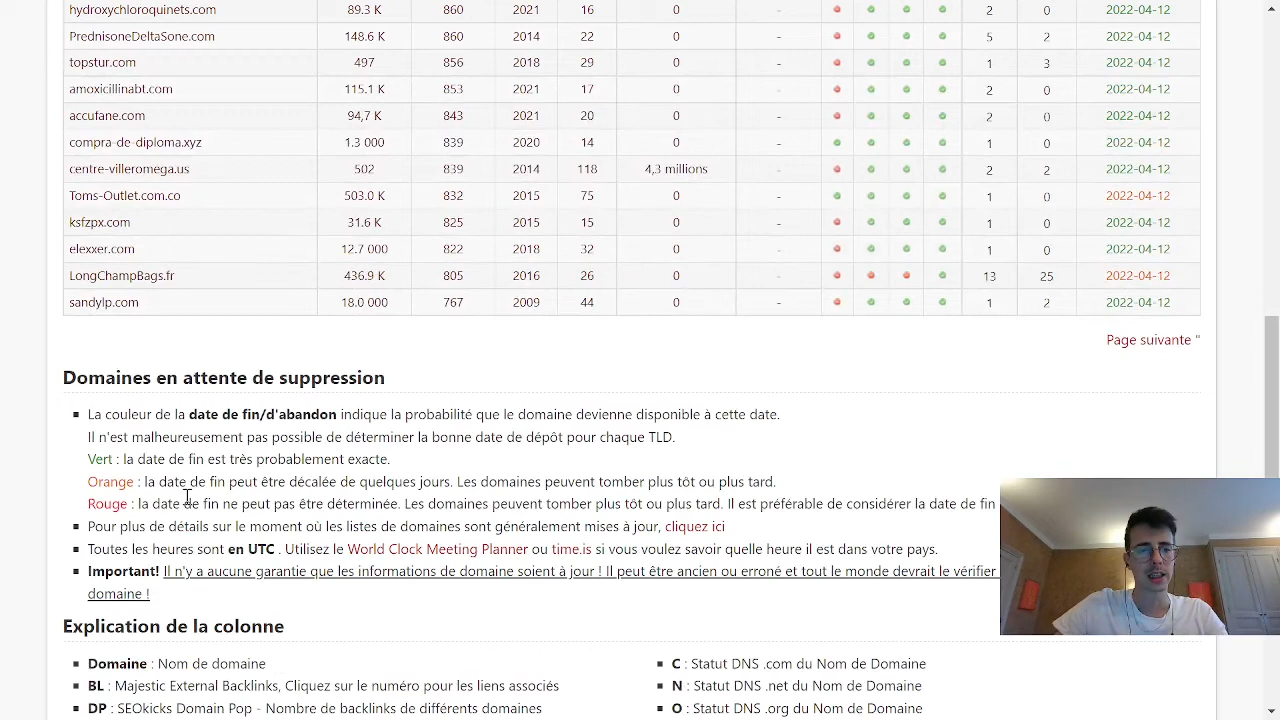 hydroxychloroquinets.com 89.3 K 860 2021 16 0 - 2 0 2022-04-12
PrednisoneDeltaSone.com 148.6 K 860 2014 22 0 - 5 2 2022-04-12
topstur.com 497 856 2018 29 0 - 1 3 2022-04-12
amoxicillinabt.com 115.1 K 853 2021 17 0 - 2 0 2022-04-12
accufane.com 94,7 K 843 2021 20 0 - 2 0 2022-04-12
compra-de-diploma.xyz 1.3 000 2020 14 0 - 1 0 2022-04-12
centre-villeromega.us 502 839 2014 118 4,3 millions - 2 2 2022-04-12
Toms-Outlet.com.co 503.0 K 832 2015 75 0 - 1 0 2022-04-12
ksfzpx.com 31.6 K 825 2015 15 0 - 1 0 2022-04-12
elexxer.com 12.7 000 822 2018 32 0 - 1 0 2022-04-12
LongChampBags.fr 436.9 K 805 2016 26 0 - 13 25 2022-04-12
sandylp.com 18.0 000 767 2009 44 0 - 1 2 2022-04-12
Page suivante "
Domaines en attente de suppression
La couleur de la date de fin/d'abandon indique la probabilité que le domaine devienne disponible à cette date.
Il n'est malheureusement pas possible de déterminer la bonne date de dépôt pour chaque TLD.
Vert : la date de fin est très probablement exacte.
Orange : la date de fin peut être décalée de quelques jours. Les domaines peuvent tomber plus tôt ou plus tard.
Rouge : la date de fin ne peut pas être déterminée. Les domaines peuvent tomber plus tôt ou plus tard. Il est préférable de considérer la date de fin
Pour plus de détails sur le moment où les listes de domaines sont généralement mises à jour, cliquez ici
Toutes les heures sont en UTC . Utilisez le World Clock Meeting Planner ou time.is si vous voulez savoir quelle heure il est dans votre pays.
Important! Il n'y a aucune garantie que les informations de domaine soient à jour ! Il peut être ancien ou erroné et tout le monde devrait le vérifier
domaine !
Explication de la colonne
Domaine : Nom de domaine
BL : Majestic External Backlinks, Cliquez sur le numéro pour les liens associés
DP : SEOkicks Domain Pop - Nombre de backlinks de différents domaines
C : Statut DNS .com du Nom de Domaine
N : Statut DNS .net du Nom de Domaine
O : Statut DNS .org du Nom de Domaine